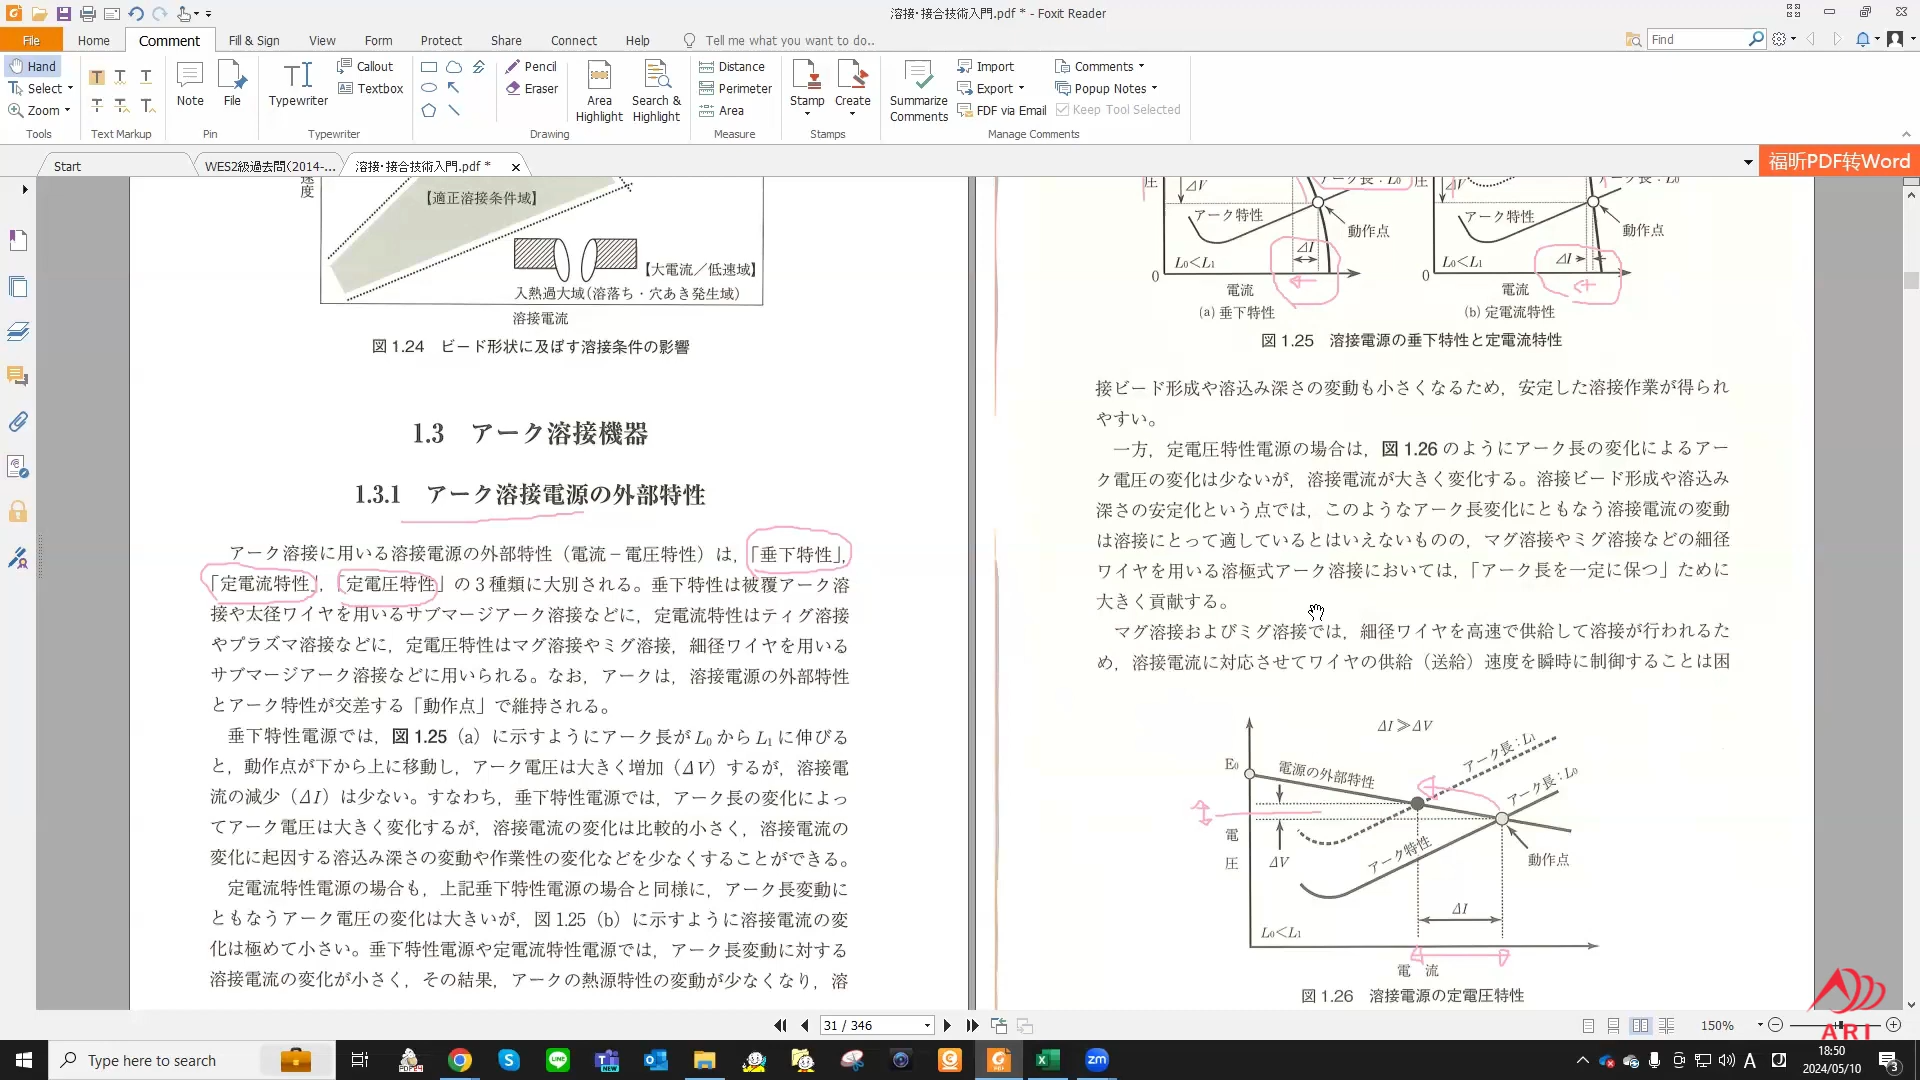 溶接・接合技術入門.pdf * - Foxit Reader
File Home Comment Fill & Sign View Form Protect Share Connect Help Tell me what you want to do.. Find
Hand
Select
Zoom
Tools
Text Markup
Note File
Pin
Typewriter Callout Textbox
Typewriter
Pencil
Eraser
Area Highlight
Search & Highlight
Drawing
Distance
Perimeter
Area
Measure
Stamp Create
Stamps
Summarize Comments
Import
Export
FDF via Email
Comments
Popup Notes
Keep Tool Selected
Manage Comments
Start WES2級過去問(2014-... 溶接・接合技術入門.pdf *
福昕PDF转Word
速度
【適正溶接条件域】
【大電流／低速域】
入熱過大域(溶落ち・穴あき発生域)
溶接電流
図 1.24 ビード形状に及ぼす溶接条件の影響
1.3 アーク溶接機器
1.3.1 アーク溶接電源の外部特性
アーク溶接に用いる溶接電源の外部特性（電流－電圧特性）は，「垂下特性」，
「定電流特性」，「定電圧特性」の 3 種類に大別される。垂下特性は被覆アーク溶
接や太径ワイヤを用いるサブマージアーク溶接などに，定電流特性はティグ溶接
やプラズマ溶接などに，定電圧特性はマグ溶接やミグ溶接，細径ワイヤを用いる
サブマージアーク溶接などに用いられる。なお，アークは，溶接電源の外部特性
とアーク特性が交差する「動作点」で維持される。
垂下特性電源では，図 1.25（a）に示すようにアーク長が L₀ から L₁ に伸びる
と，動作点が下から上に移動し，アーク電圧は大きく増加（ΔV）するが，溶接電
流の減少（ΔI）は少ない。すなわち，垂下特性電源では，アーク長の変化によっ
てアーク電圧は大きく変化するが，溶接電流の変化は比較的小さく，溶接電流の
変化に起因する溶込み深さの変動や作業性の変化などを少なくすることができる。
定電流特性電源の場合も，上記垂下特性電源の場合と同様に，アーク長変動に
ともなうアーク電圧の変化は大きいが，図 1.25（b）に示すように溶接電流の変
化は極めて小さい。垂下特性電源や定電流特性電源では，アーク長変動に対する
溶接電流の変化が小さく，その結果，アークの熱源特性の変動が少なくなり，溶
圧 ΔV アーク長：L₀
アーク特性
動作点
ΔI
L₀<L₁
0
電流
(a) 垂下特性
圧 ΔV ーク長：L₀
アーク特性
動作点
ΔI
L₀<L₁
0
電流
(b) 定電流特性
図 1.25 溶接電源の垂下特性と定電流特性
接ビード形成や溶込み深さの変動も小さくなるため，安定した溶接作業が得られ
やすい。
一方，定電圧特性電源の場合は，図 1.26 のようにアーク長の変化によるアー
ク電圧の変化は少ないが，溶接電流が大きく変化する。溶接ビード形成や溶込み
深さの安定化という点では，このようなアーク長変化にともなう溶接電流の変動
は溶接にとって適しているとはいえないものの，マグ溶接やミグ溶接などの細径
ワイヤを用いる溶極式アーク溶接においては，「アーク長を一定に保つ」ために
大きく貢献する。
マグ溶接およびミグ溶接では，細径ワイヤを高速で供給して溶接が行われるた
め，溶接電流に対応させてワイヤの供給（送給）速度を瞬時に制御することは困
ΔI≫ΔV
E₀
電源の外部特性
アーク長：L₁
アーク長：L₀
電圧
ΔV
アーク特性
動作点
ΔI
L₀<L₁
電 流
図 1.26 溶接電源の定電圧特性
ARI
31 / 346
150%
Type here to search
18:50
2024/05/10